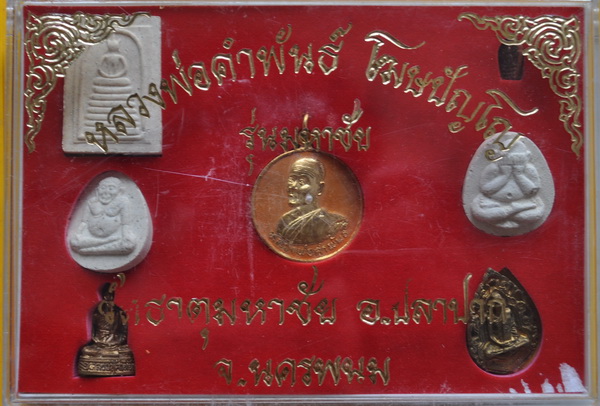 หลวงพ่อคำพันธ์ โฆษปัญโญ
รุ่นมหาชัย
ธาตุมหาชัย อ.ปลาปาก
จ.นครพนม